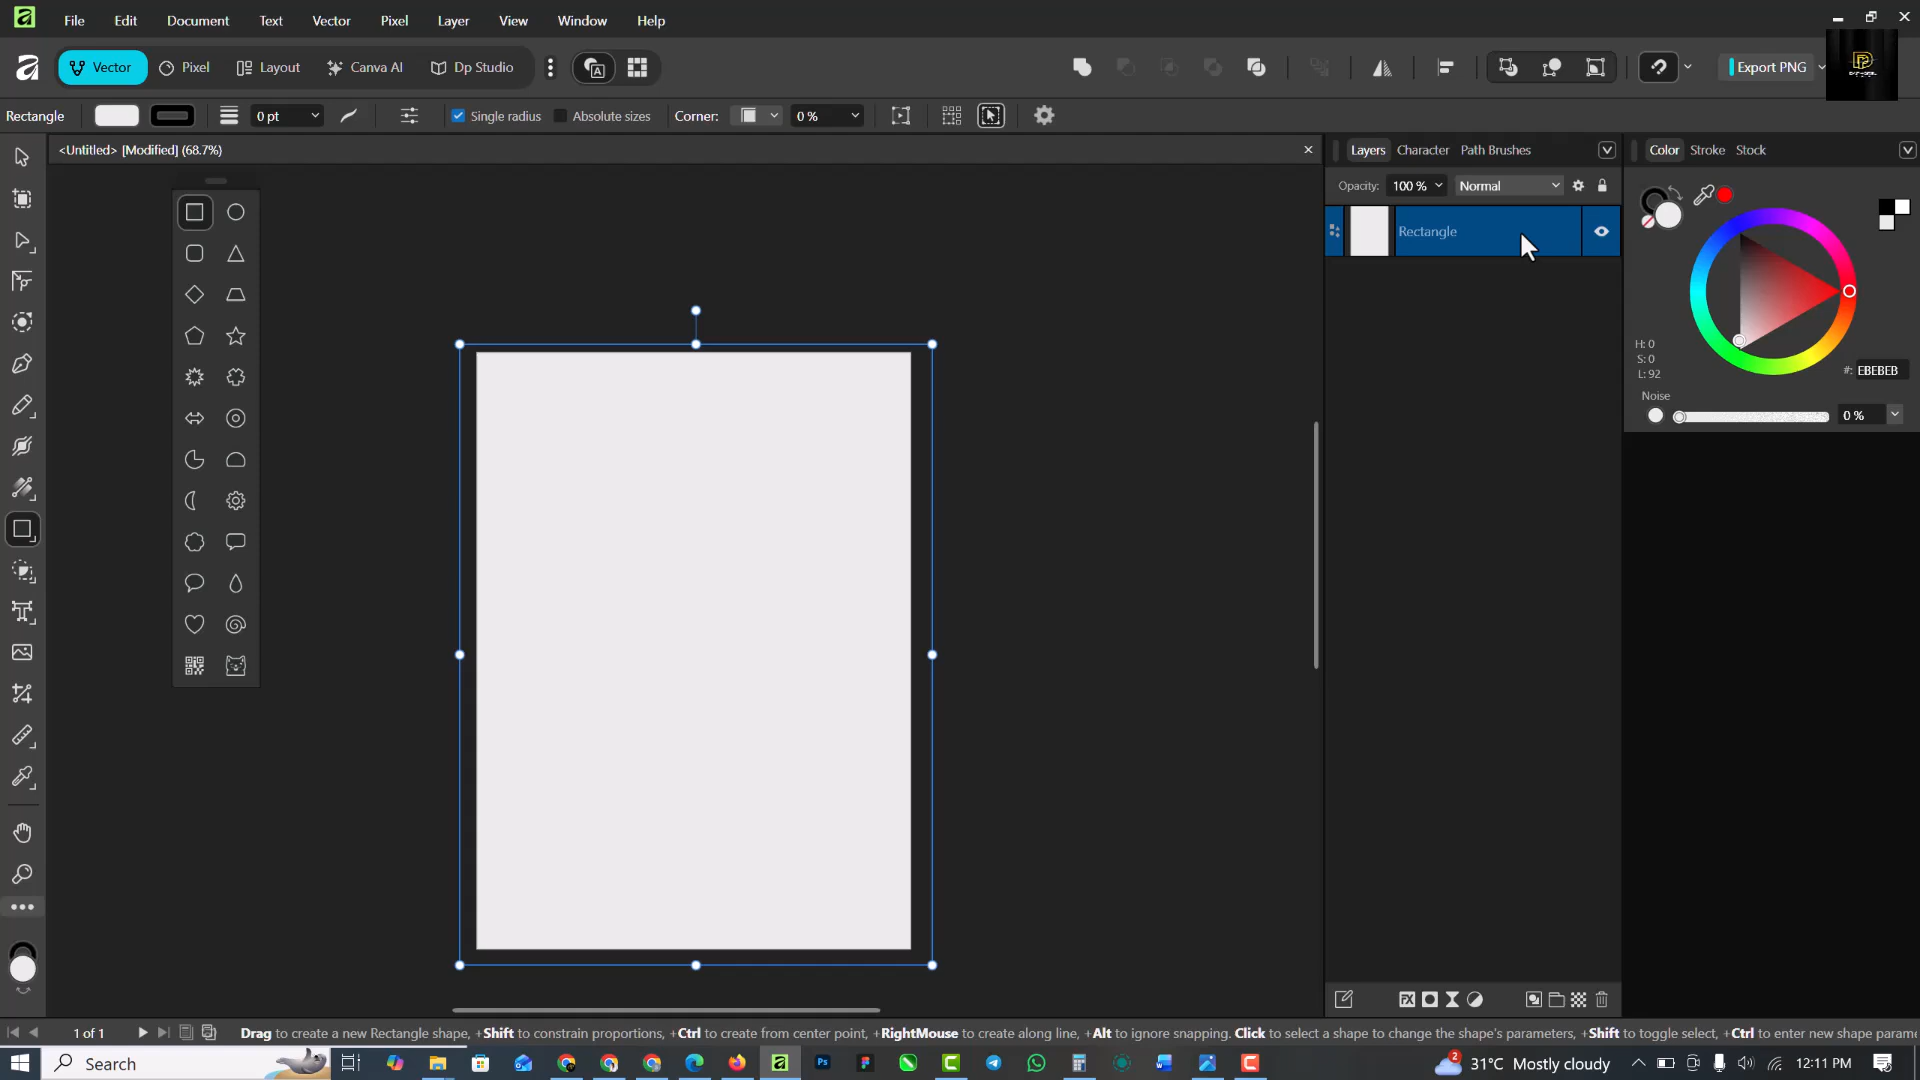 File Edit Document Text Vector Pixel Layer View Window Help
Vector Pixel Layout Canva AI Dp Studio Export PNG
Rectangle 0 pt Single radius Absolute sizes Corner: 0 %
<Untitled> [Modified] (68.7%)
Layers Character Path Brushes
Color Stroke Stock
Opacity: 100 % Normal
Rectangle
H: 0
S: 0
L: 92
#: EBEBEB
Noise
0 %
1 of 1
Drag to create a new Rectangle shape, +Shift to constrain proportions, +Ctrl to create from center point, +RightMouse to create along line, +Alt to ignore snapping. Click to select a shape to change the shape's parameters, +Shift to toggle select, +Ctrl to enter new shape parame
Search
2 31°C Mostly cloudy 12:11 PM